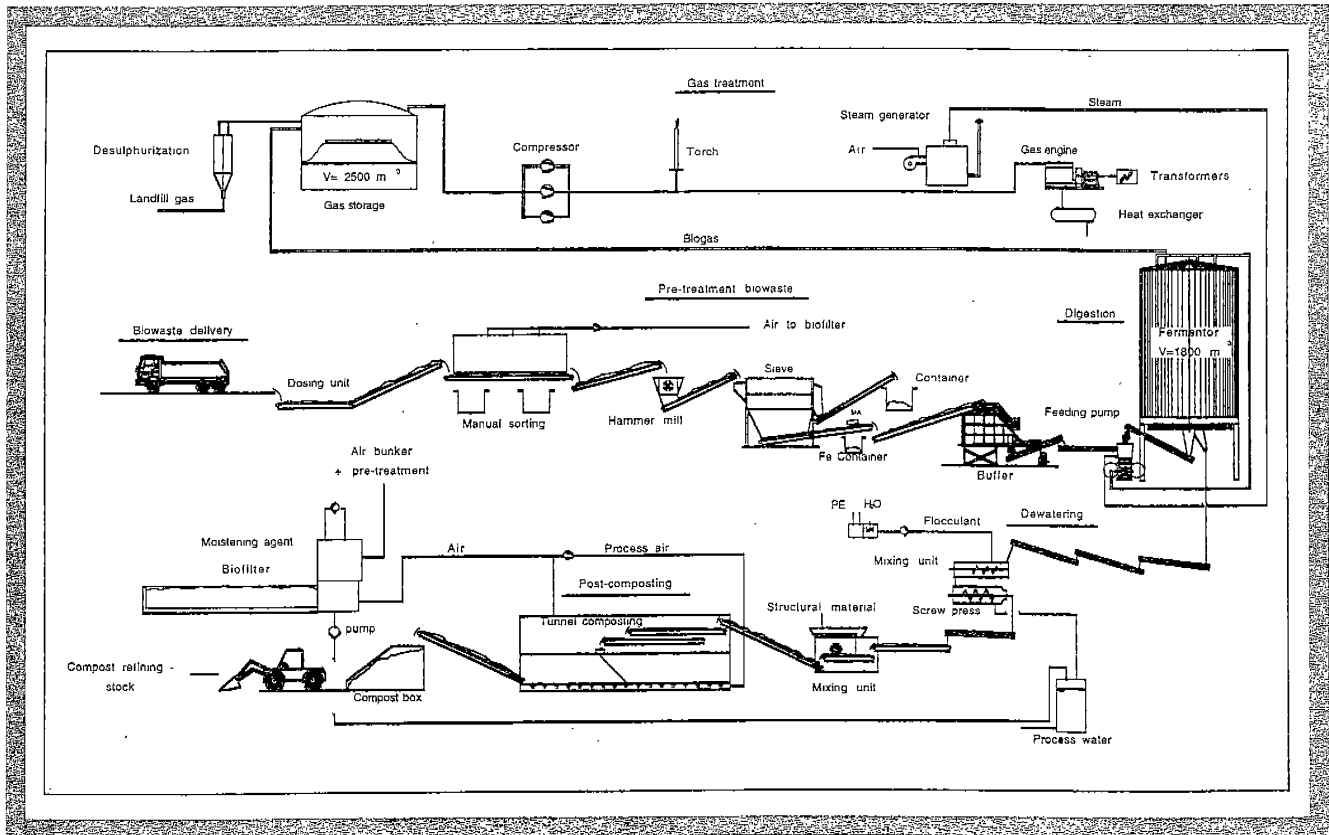 Gas treatment
Steam
Steam generator
Desulphurization
Compressor
Air
Torch
Gas engine
V= 2500 m 3
Transformers
Landfill gas
Gas storage
Heat exchanger
Biogas
Pre-treatment biowaste
Biowaste delivery
Air to biofilter
Digestion
Fermentor
V=1800 m 3
Dosing unit
Sieve
Container
Manual sorting
Hammer mill
Feeding pump
Fe Container
Buffer
Air bunker
+ pre-treatment
PE H2O
Flocculant
Dewatering
Moistening agent
Air
Process air
Mixing unit
Biofilter
Post-composting
Structural material
Screw press
Tunnel composting
pump
Compost refining -
stock
Compost box
Mixing unit
Process water